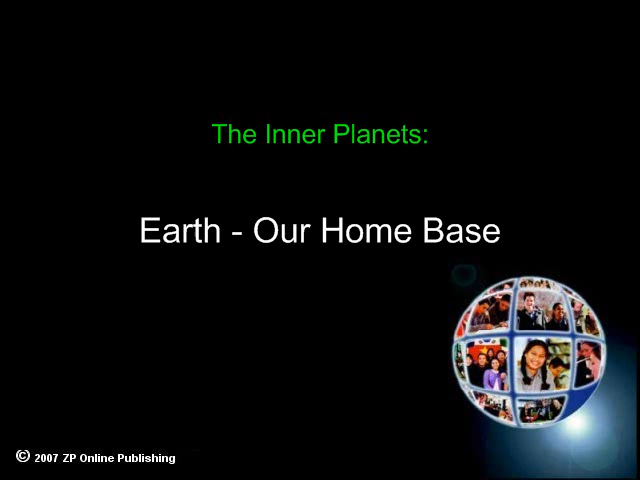 The Inner Planets:
Earth - Our Home Base
© 2007 ZP Online Publishing